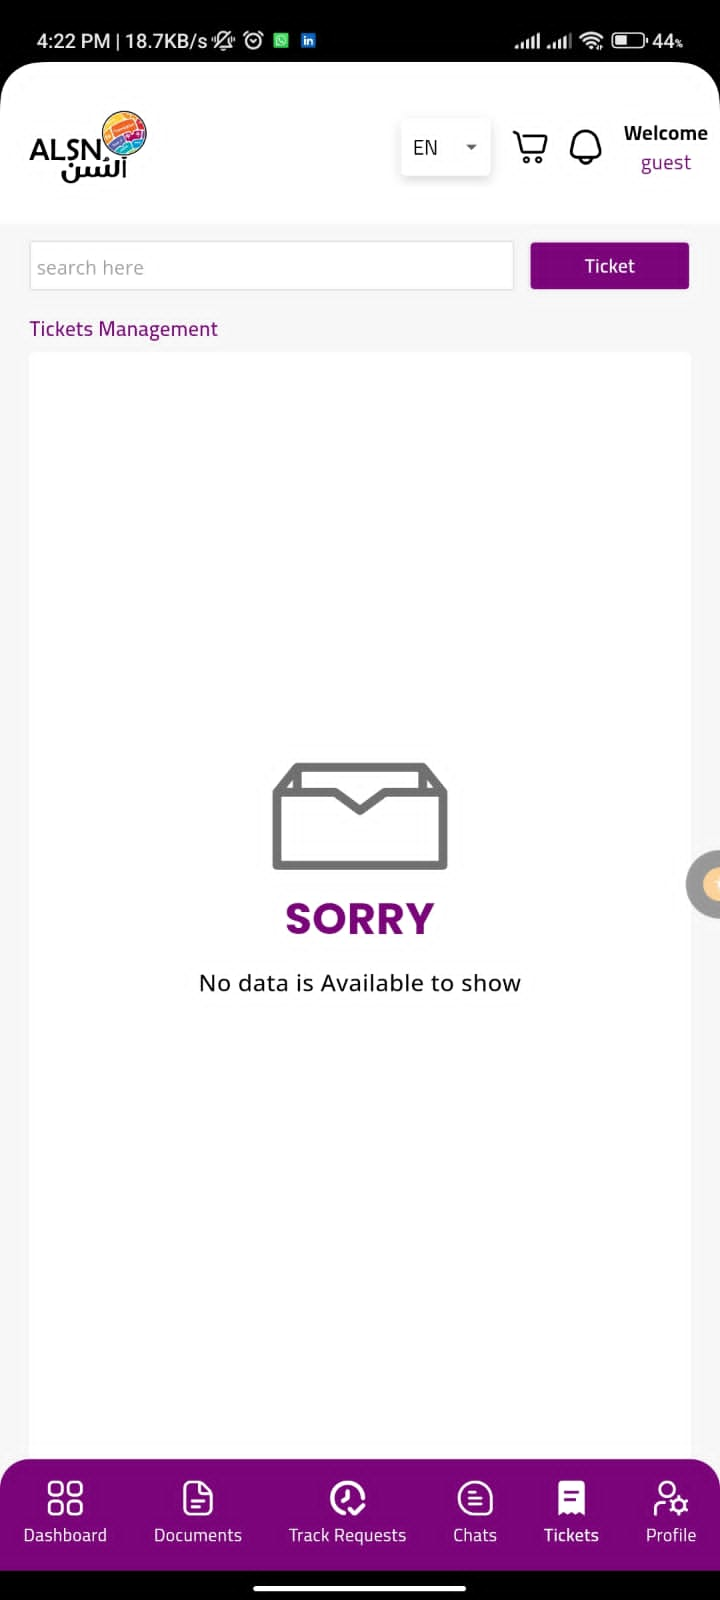 4:22 PM | 18.7KB/s
44%
ALSN
ألسن
EN
Welcome
guest
search here
Ticket
Tickets Management
SORRY
No data is Available to show
Dashboard
Documents
Track Requests
Chats
Tickets
Profile